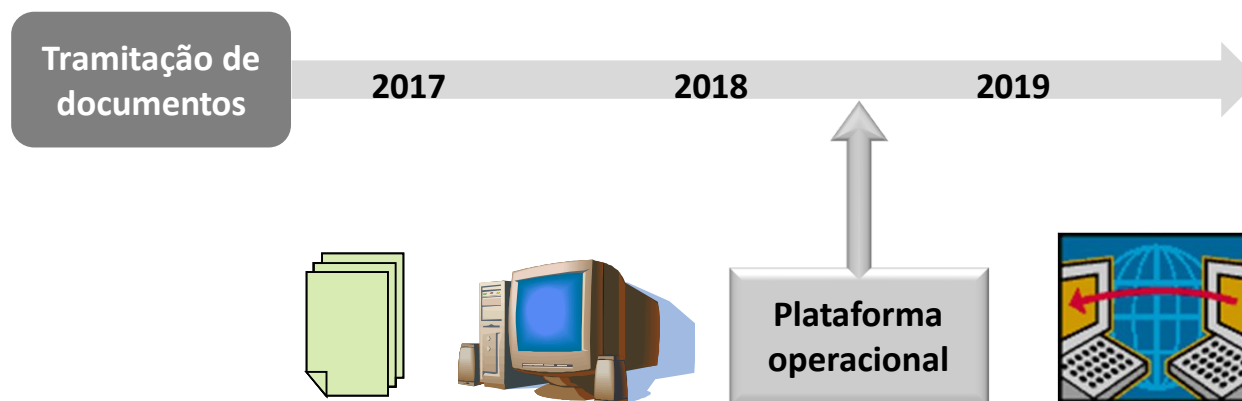 Tramitação de
documentos
2017 2018 2019
Plataforma
operacional